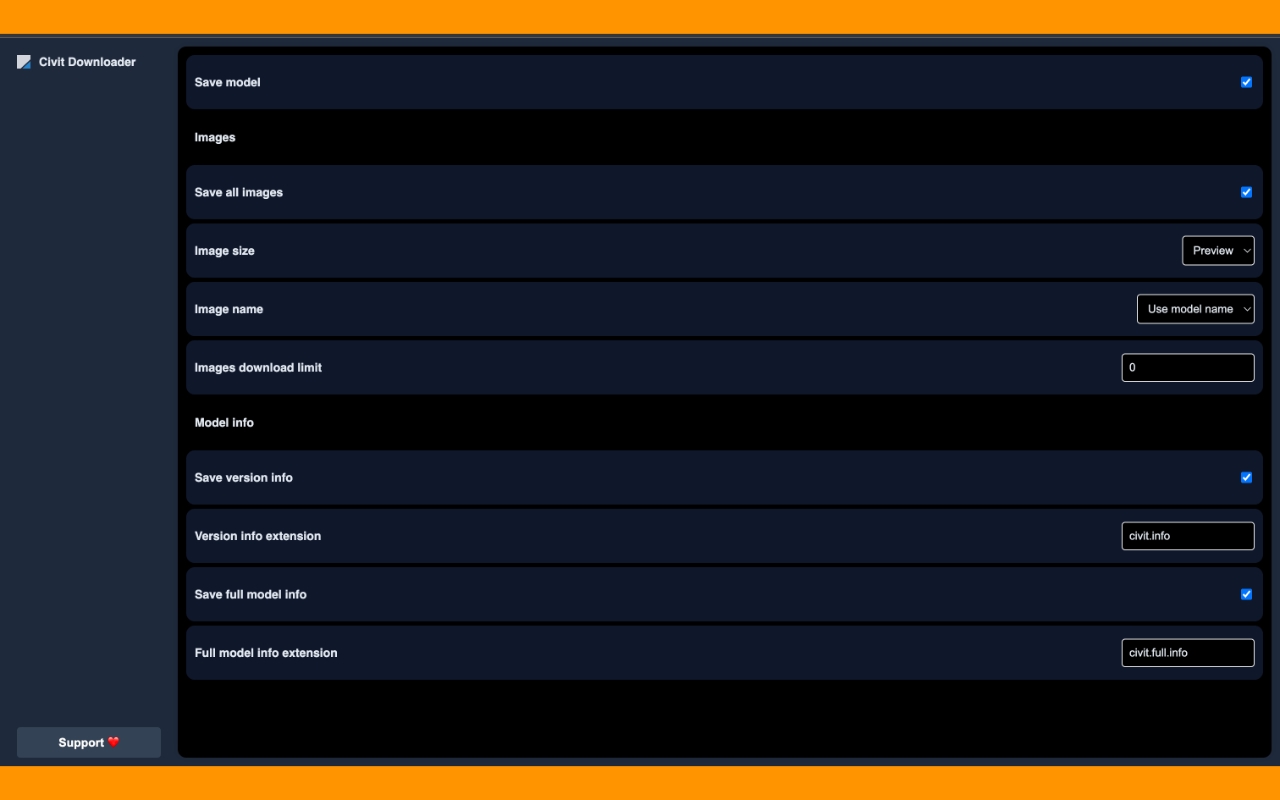 Civit Downloader
Save model
Images
Save all images
Image size
Preview
Image name
Use model name
Images download limit
0
Model info
Save version info
Version info extension
civit.info
Save full model info
Full model info extension
civit.full.info
Support ❤️